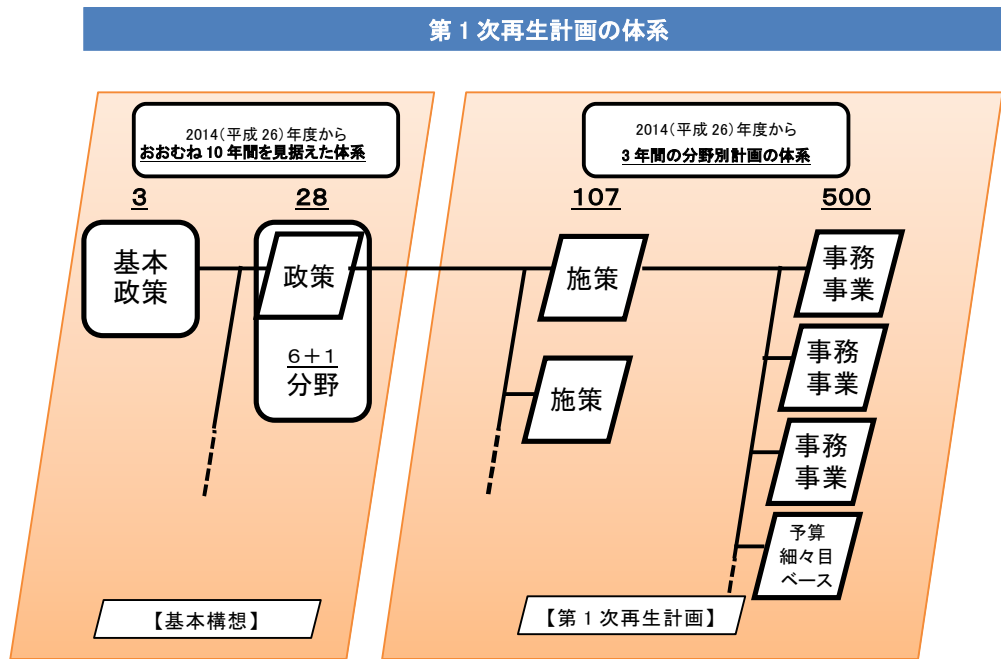 第1次再生計画の体系
2014(平成 26)年度から
おおむね 10 年間を見据えた体系
3
28
基本
政策
政策
6+1
分野
【基本構想】
2014(平成 26)年度から
3 年間の分野別計画の体系
107
500
施策
施策
事務
事業
事務
事業
事務
事業
予算
細々目
ベース
【第 1 次再生計画】